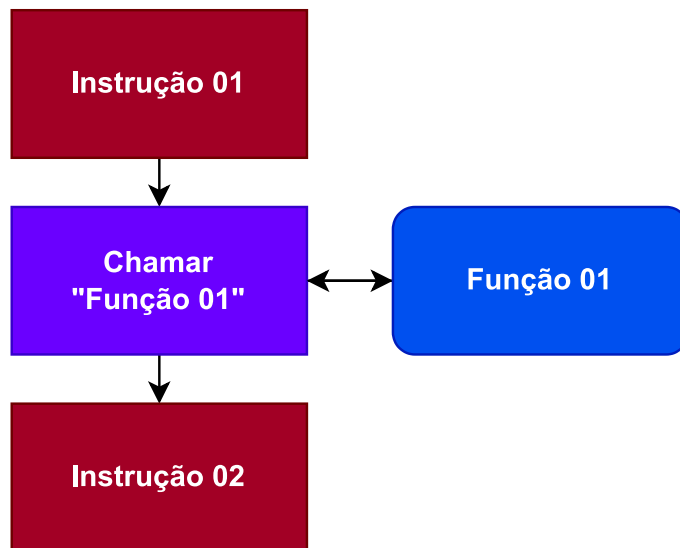 Instrução 01
Chamar
"Função 01"
Função 01
Instrução 02